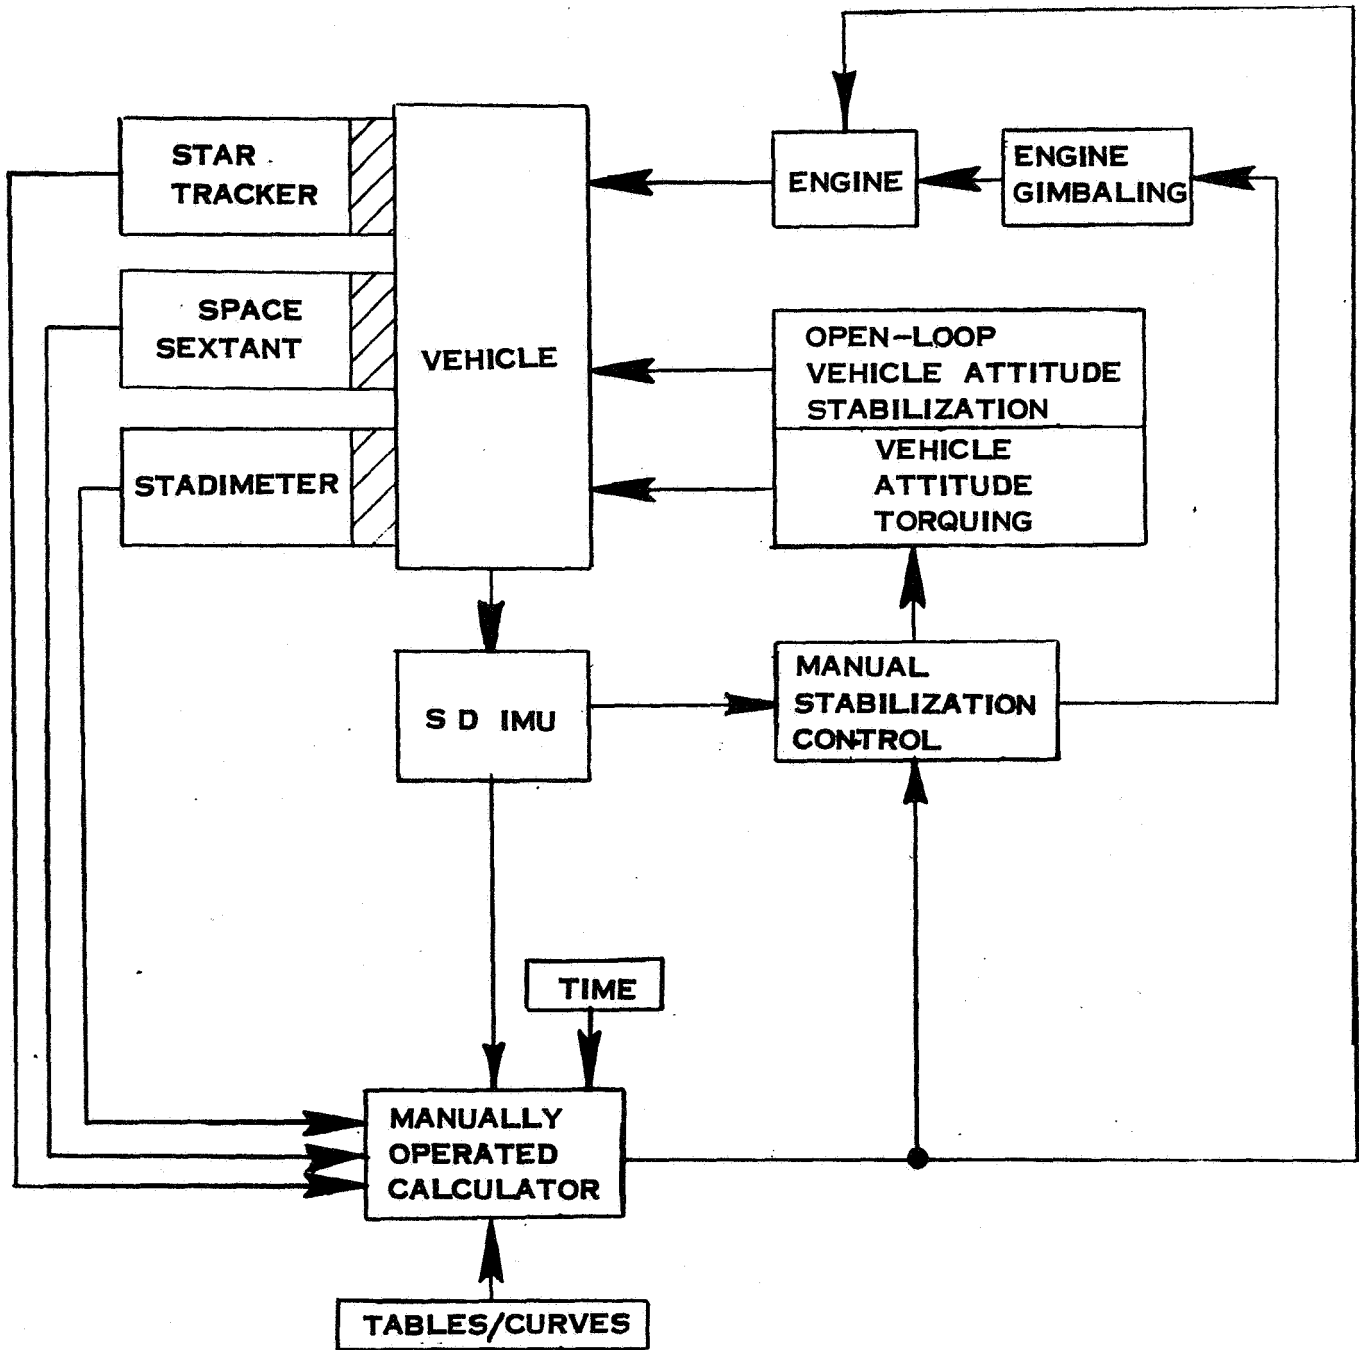 STAR
TRACKER
SPACE
SEXTANT
STADIMETER
VEHICLE
ENGINE
ENGINE
GIMBALING
OPEN-LOOP
VEHICLE ATTITUDE
STABILIZATION
VEHICLE
ATTITUDE
TORQUING
S D IMU
MANUAL
STABILIZATION
CONTROL
TIME
MANUALLY
OPERATED
CALCULATOR
TABLES/CURVES